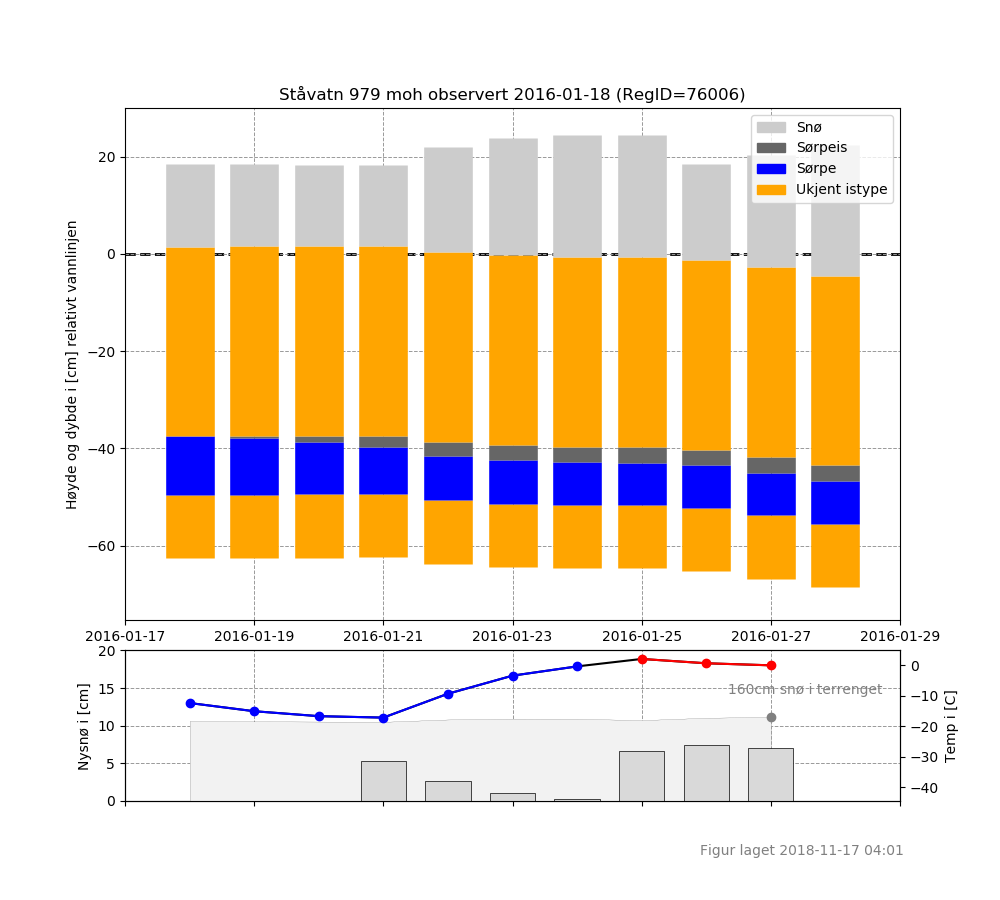 Ståvatn 979 moh observert 2016-01-18 (RegID=76006)
Snø
Sørpeis
Sørpe
Ukjent istype
Høyde og dybde i [cm] relativt vannlinjen
20
0
−20
−40
−60
2016-01-17 2016-01-19 2016-01-21 2016-01-23 2016-01-25 2016-01-27 2016-01-29
Nysnø i [cm]
20
15
10
5
0
160cm snø i terrenget
0
−10
−20
−30
−40
Temp i [C]
Figur laget 2018-11-17 04:01